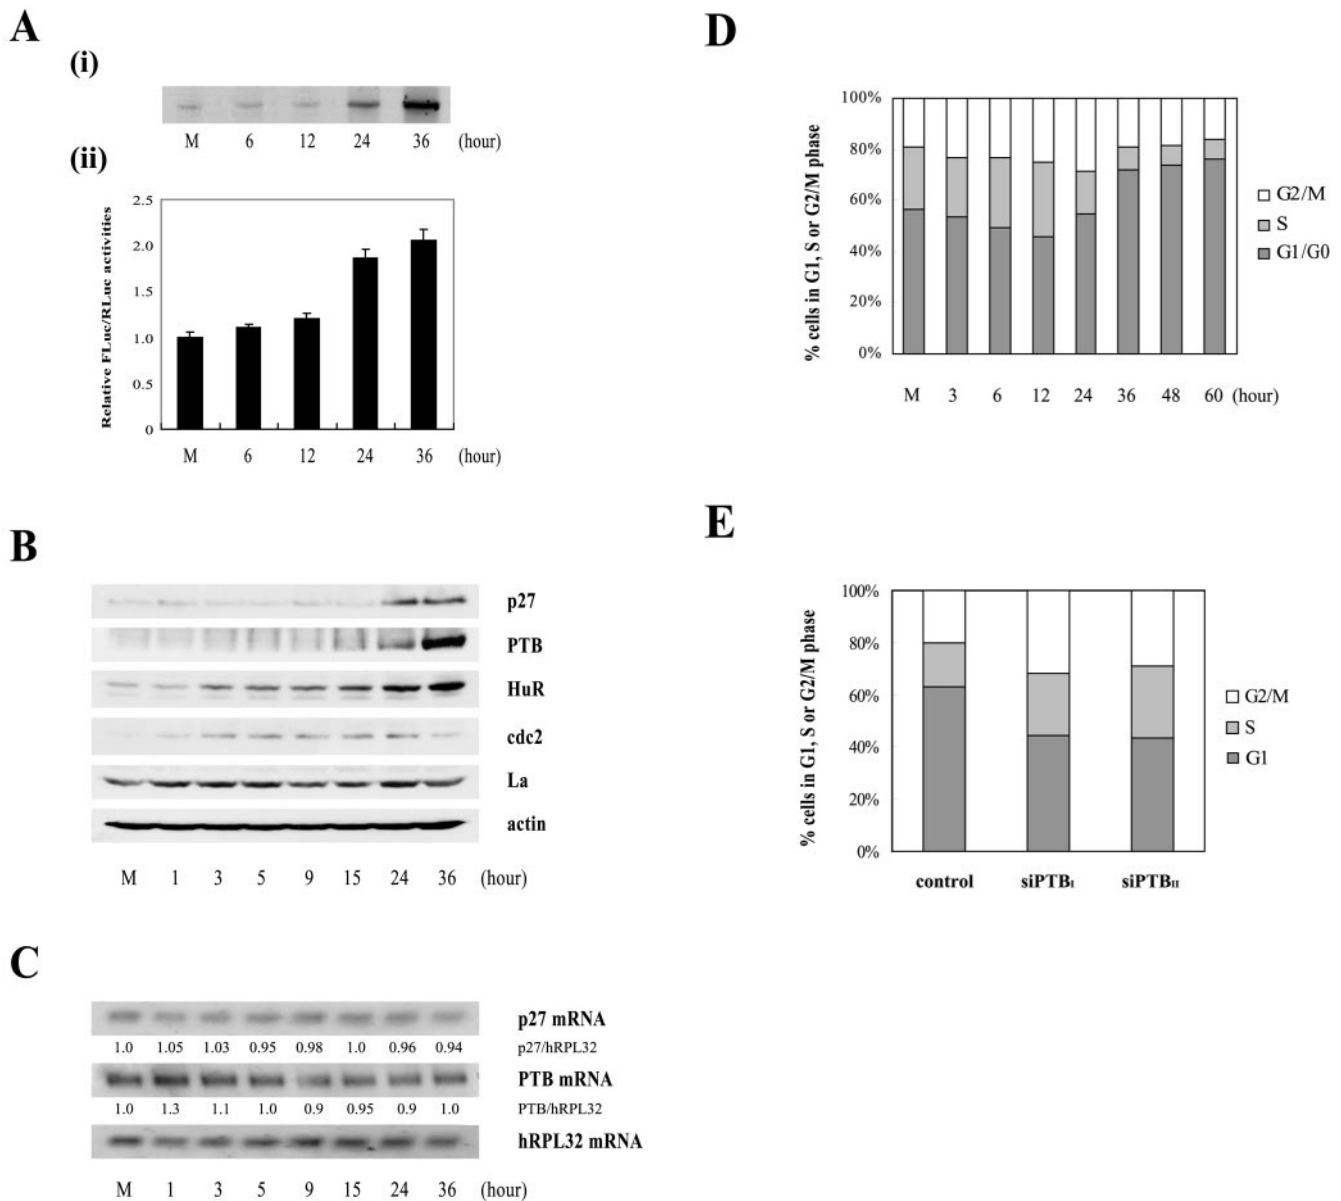 A
(i)
M 6 12 24 36 (hour)
(ii)
Relative FLuc/RLuc activities
2.5
2.0
1.5
1.0
0.5
0
M 6 12 24 36 (hour)
B
p27
PTB
HuR
cdc2
La
actin
M 1 3 5 9 15 24 36 (hour)
C
p27 mRNA
1.0 1.05 1.03 0.95 0.98 1.0 0.96 0.94 p27/hRPL32
PTB mRNA
1.0 1.3 1.1 1.0 0.9 0.95 0.9 1.0 PTB/hRPL32
hRPL32 mRNA
M 1 3 5 9 15 24 36 (hour)
D
% cells in G1, S or G2/M phase
100%
80%
60%
40%
20%
0%
G2/M
S
G1/G0
M 3 6 12 24 36 48 60 (hour)
E
% cells in G1, S or G2/M phase
100%
80%
60%
40%
20%
0%
G2/M
S
G1
control siPTBI siPTBII